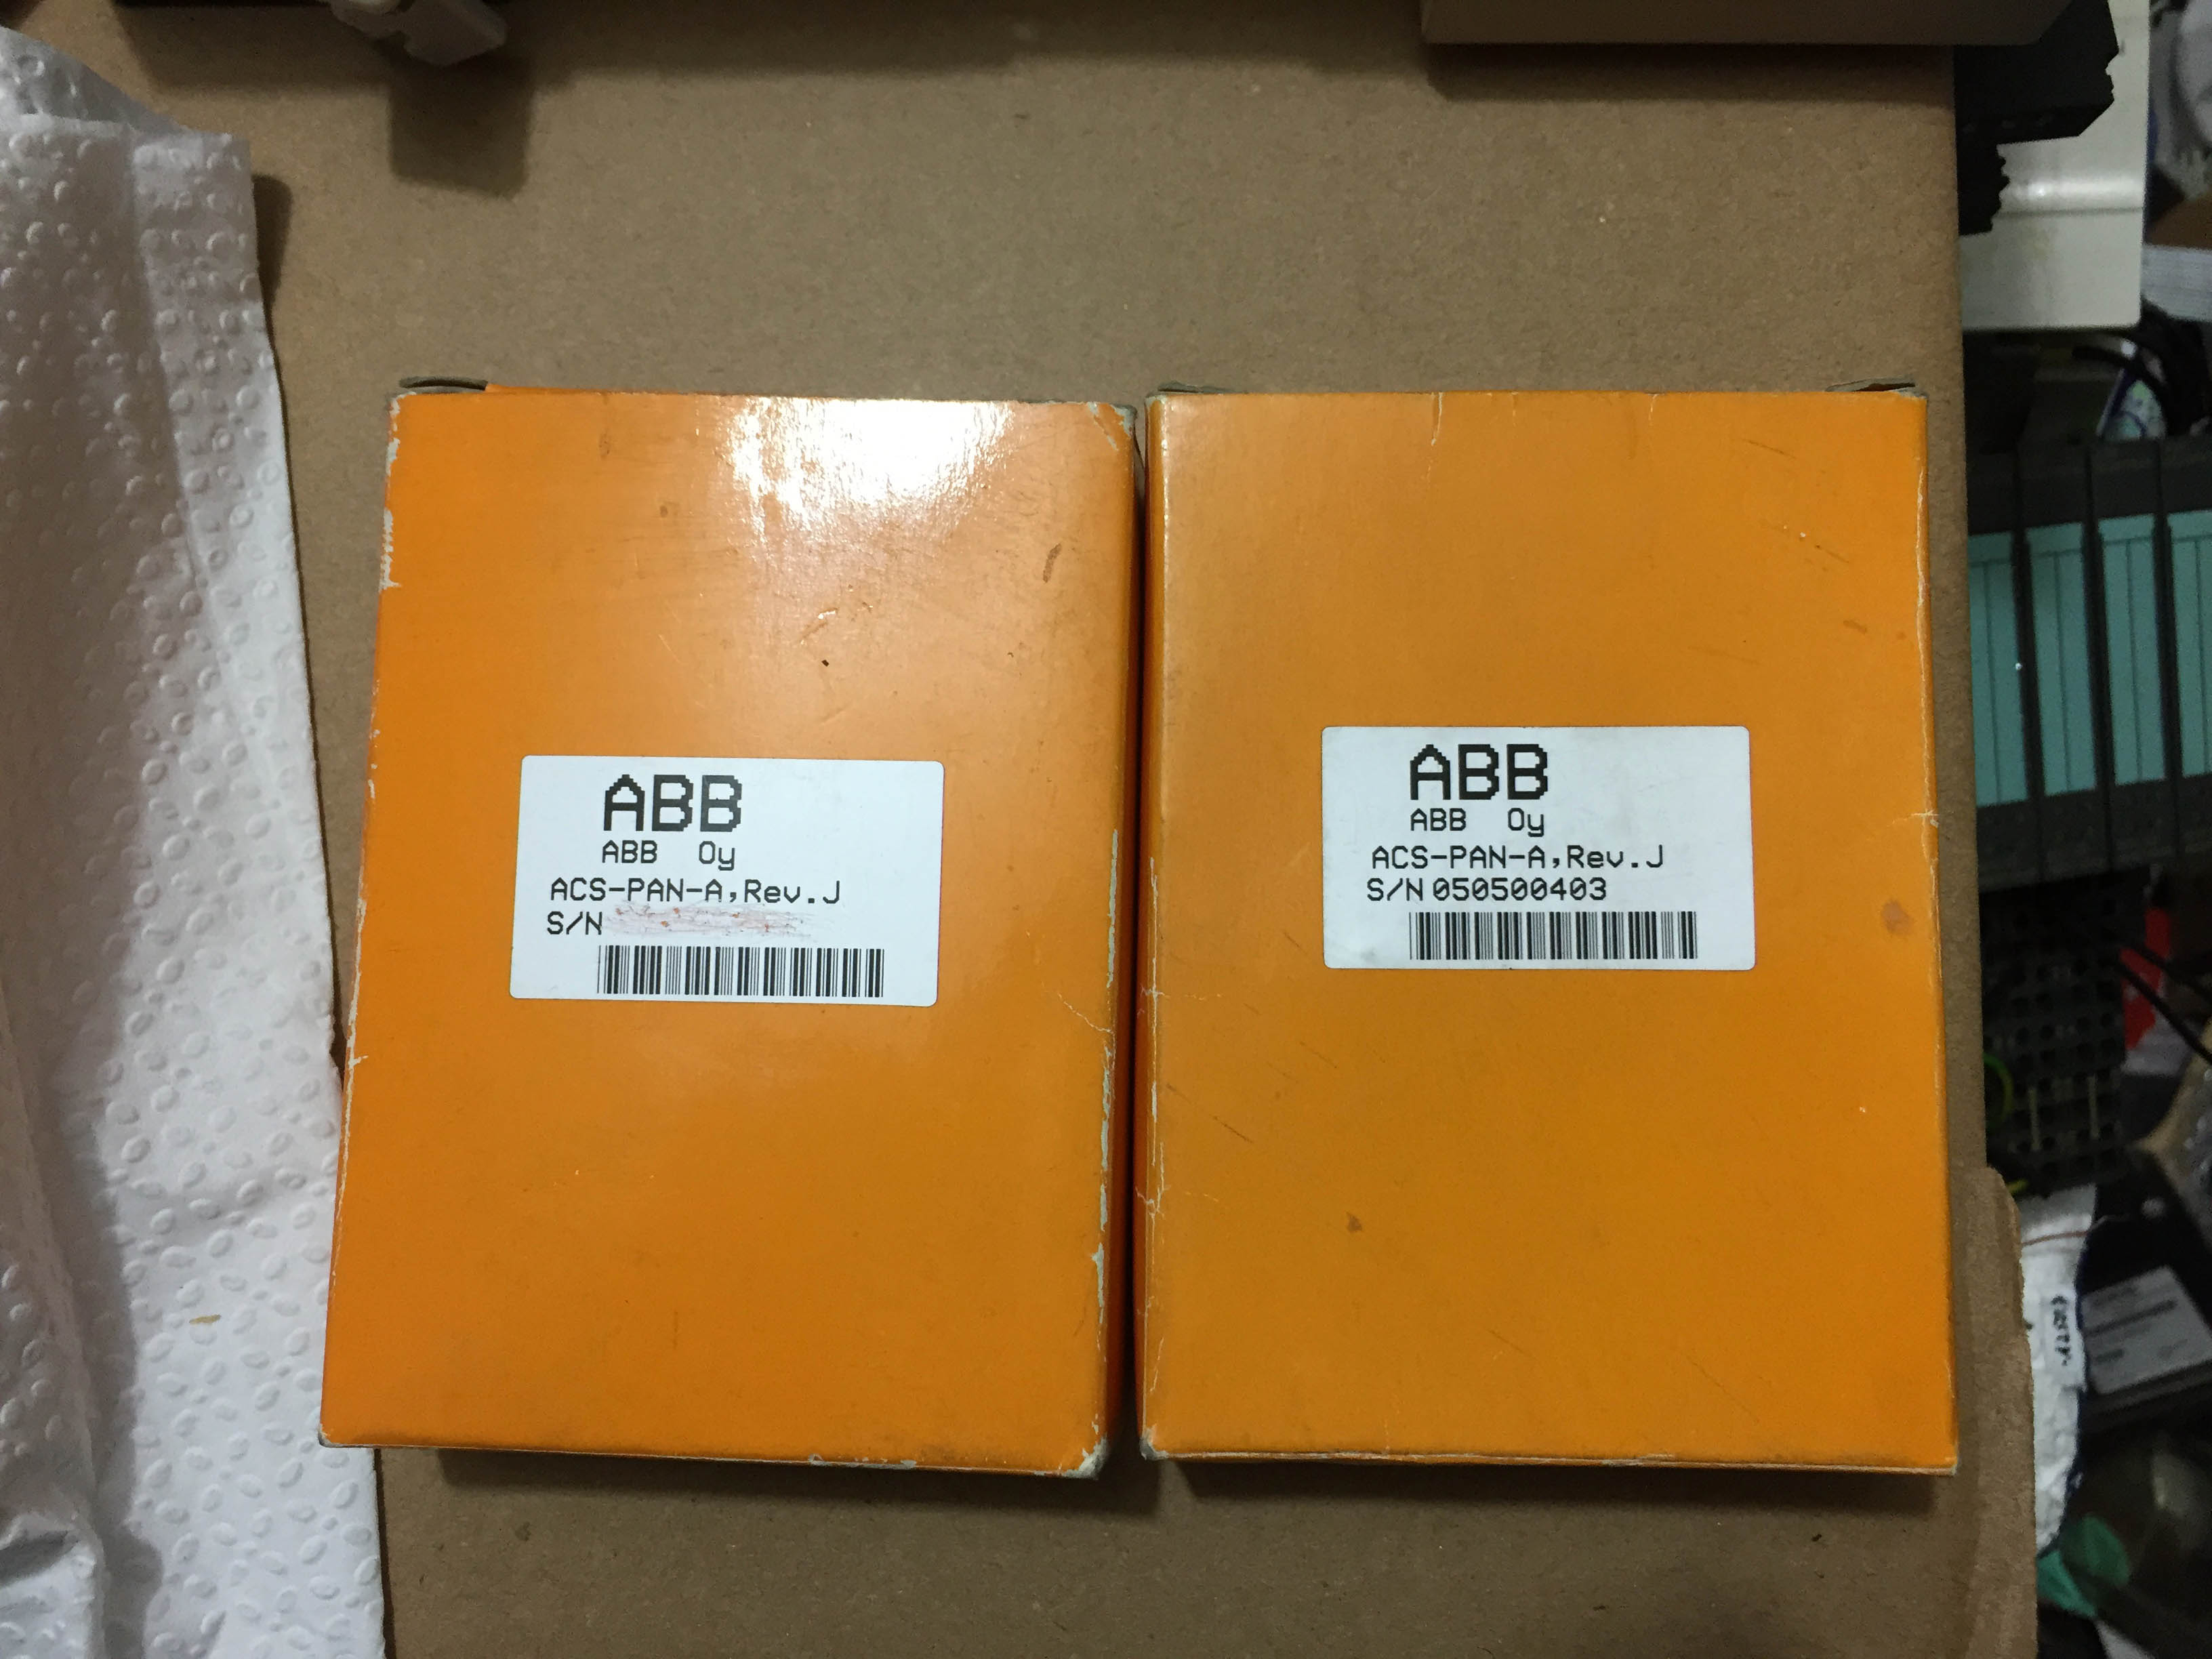 ABB
ABB Oy
ACS-PAN-A,Rev.J
S/N
ABB
ABB Oy
ACS-PAN-A,Rev.J
S/N 050500403